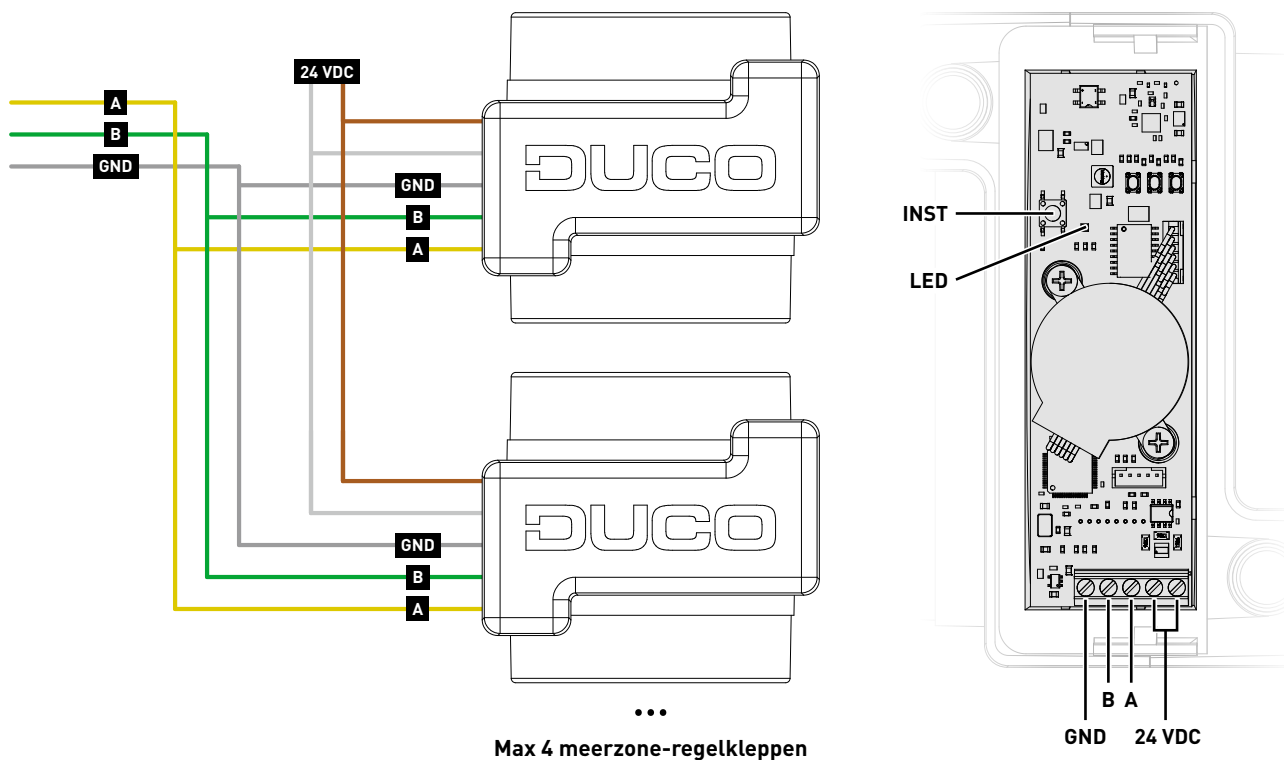 24 VDC
A
B
GND
GND
B
A
DUCO
GND
B
A
DUCO
...
Max 4 meerzone-regelkleppen
INST
LED
B A
GND 24 VDC